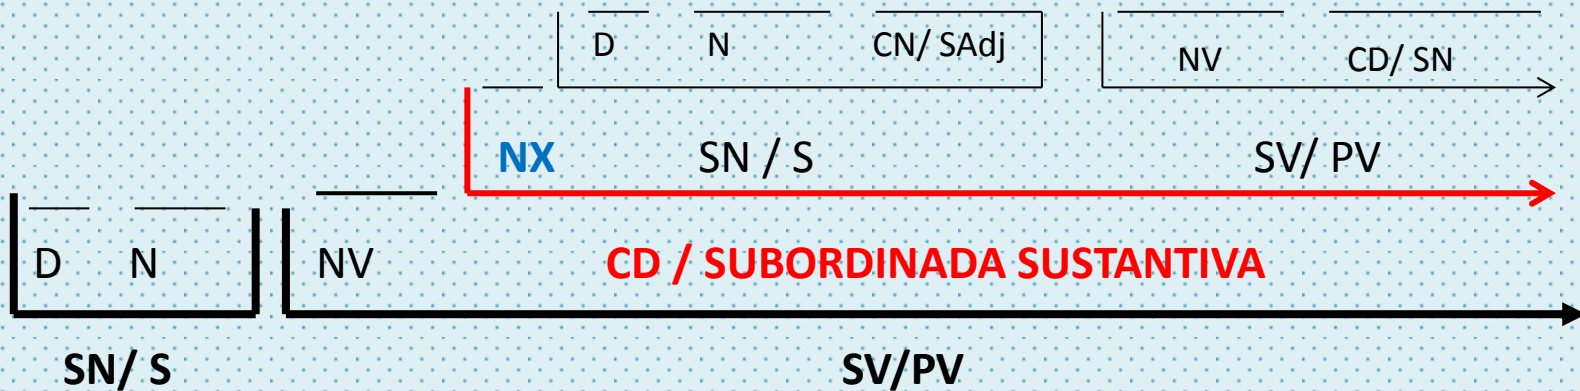 D N CN/ SAdj NV CD/ SN
NX SN / S SV/ PV
D N NV CD / SUBORDINADA SUSTANTIVA
SN/ S SV/PV